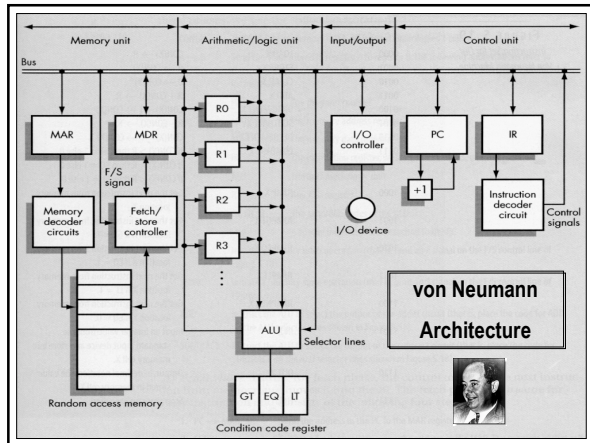 Memory unit
Arithmetic/logic unit
Input/output
Control unit
Bus
MAR
MDR
R0
R1
R2
R3
I/O
controller
PC
IR
+1
F/S
signal
Memory
decoder
circuits
Fetch/
store
controller
I/O device
Instruction
decoder
circuit
Control
signals
ALU
Selector lines
GT
EQ
LT
Random access memory
Condition code register
von Neumann
Architecture